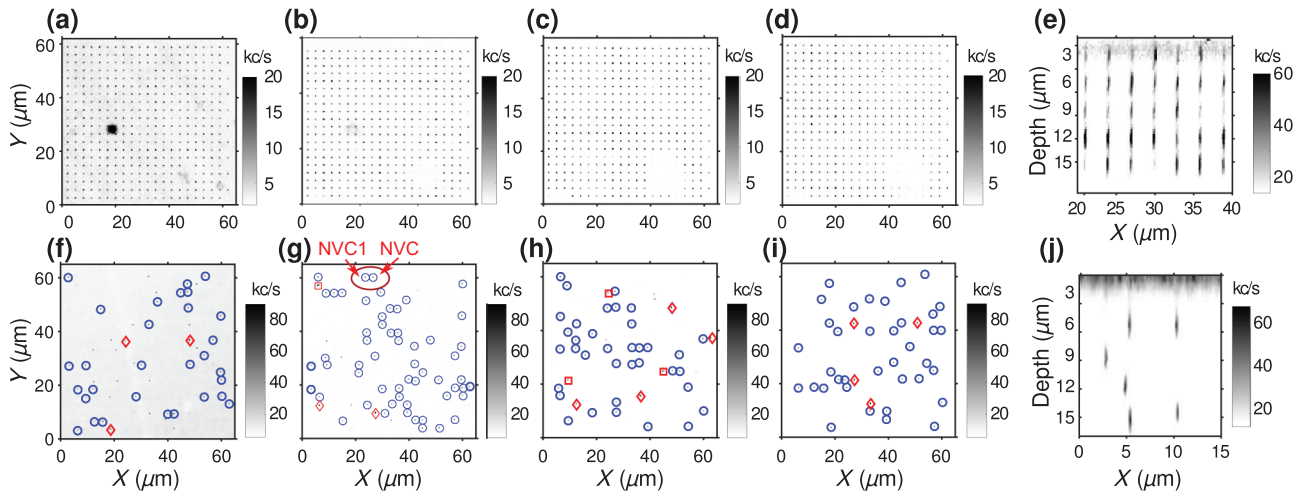 (a) (b) (c) (d) (e)
kc/s kc/s kc/s kc/s kc/s
60 40 20 0
Y (µm)
20 15 10 5
20 15 10 5
20 15 10 5
20 15 10 5
3 6 9 12 15
Depth (µm)
60 40 20
0 20 40 60
0 20 40 60
0 20 40 60
0 20 40 60
20 25 30 35 40
X (µm)
(f) (g) (h) (i) (j)
NVC1 NVC
kc/s kc/s kc/s kc/s kc/s
60 40 20 0
Y (µm)
80 60 40 20
80 60 40 20
80 60 40 20
80 60 40 20
3 6 9 12 15
Depth (µm)
60 40 20
0 20 40 60
0 20 40 60
0 20 40 60
0 20 40 60
0 5 10 15
X (µm) X (µm) X (µm) X (µm) X (µm)